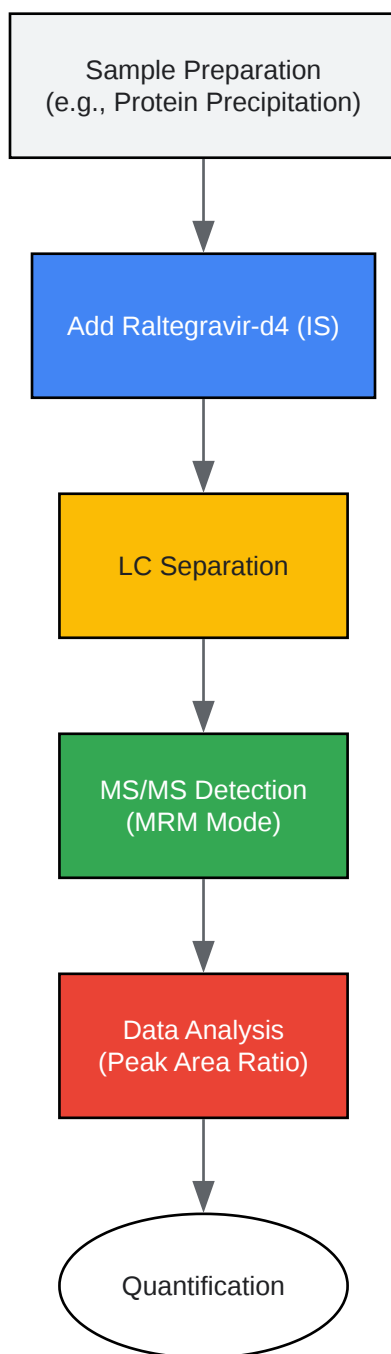 Sample Preparation
(e.g., Protein Precipitation)
Add Raltegravir-d4 (IS)
LC Separation
MS/MS Detection
(MRM Mode)
Data Analysis
(Peak Area Ratio)
Quantification